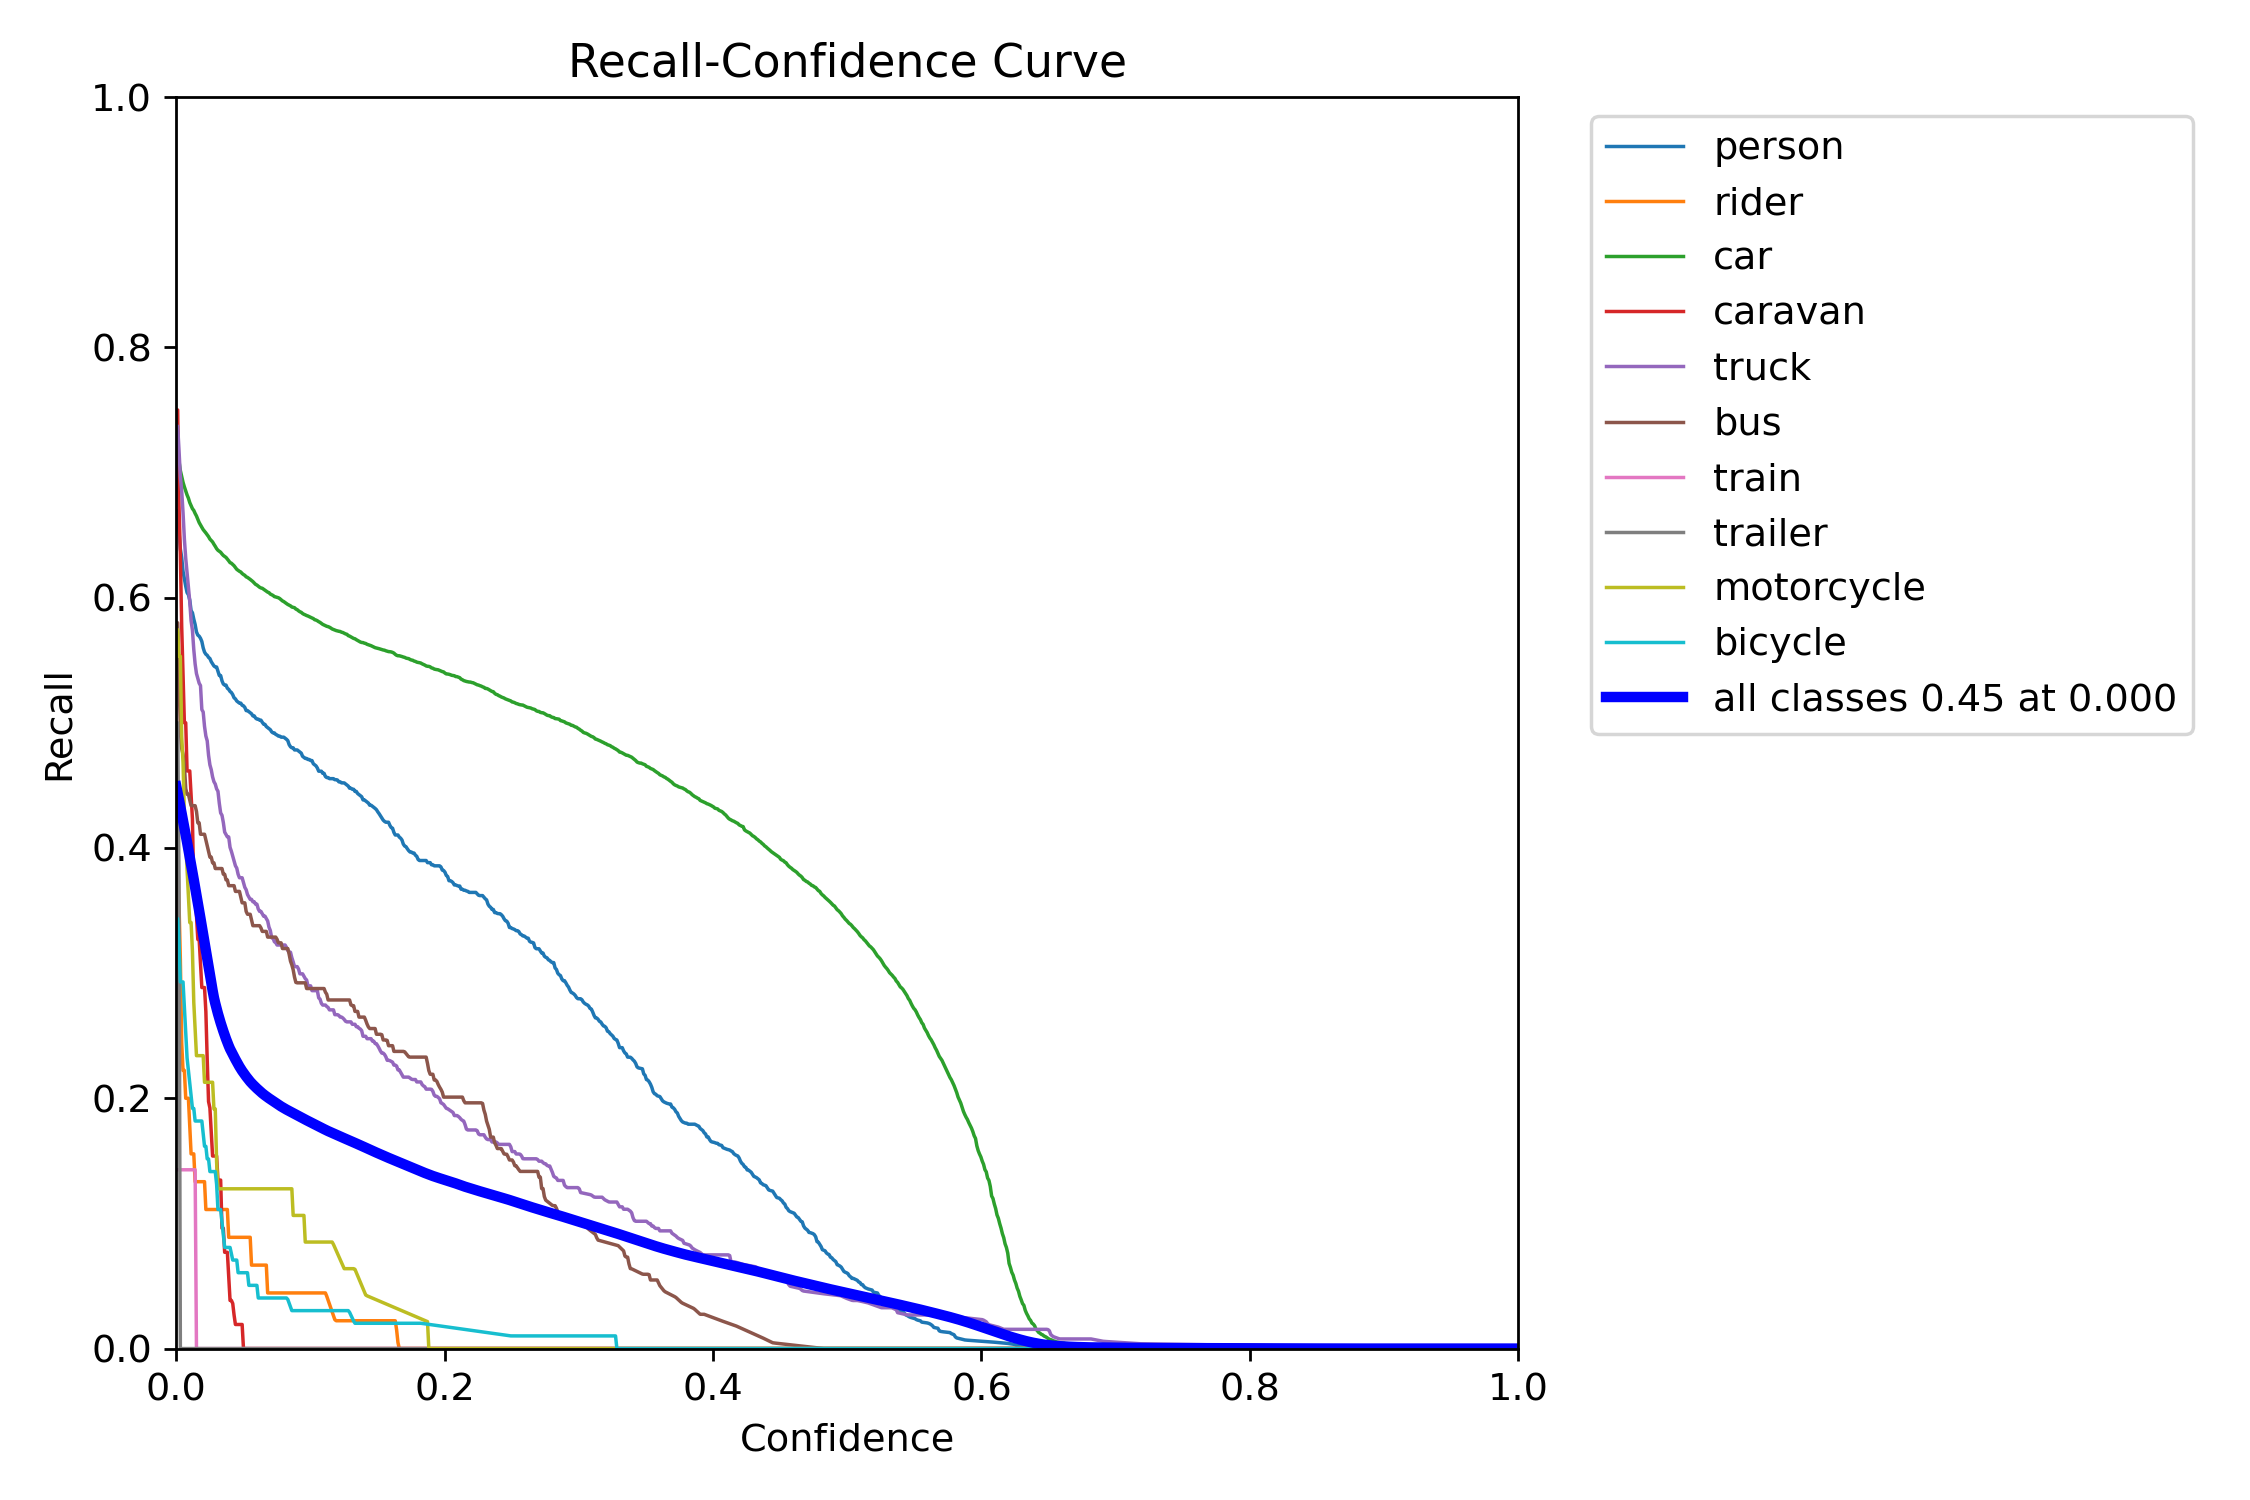 Recall-Confidence Curve
1.0
0.8
0.6
0.4
0.2
0.0
Recall
0.0 0.2 0.4 0.6 0.8 1.0
Confidence
person
rider
car
caravan
truck
bus
train
trailer
motorcycle
bicycle
all classes 0.45 at 0.000